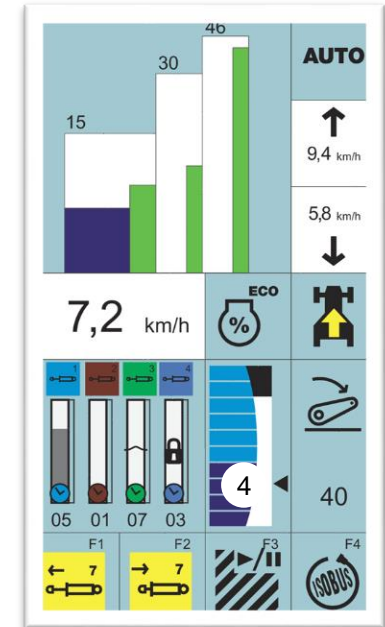 46
30
15
AUTO
9,4 km/h
5,8 km/h
7,2 km/h
ECO
%
1 2 3 4
4
05 01 07 03
40
F1 F2 F3 F4
7 7
ISOBUS